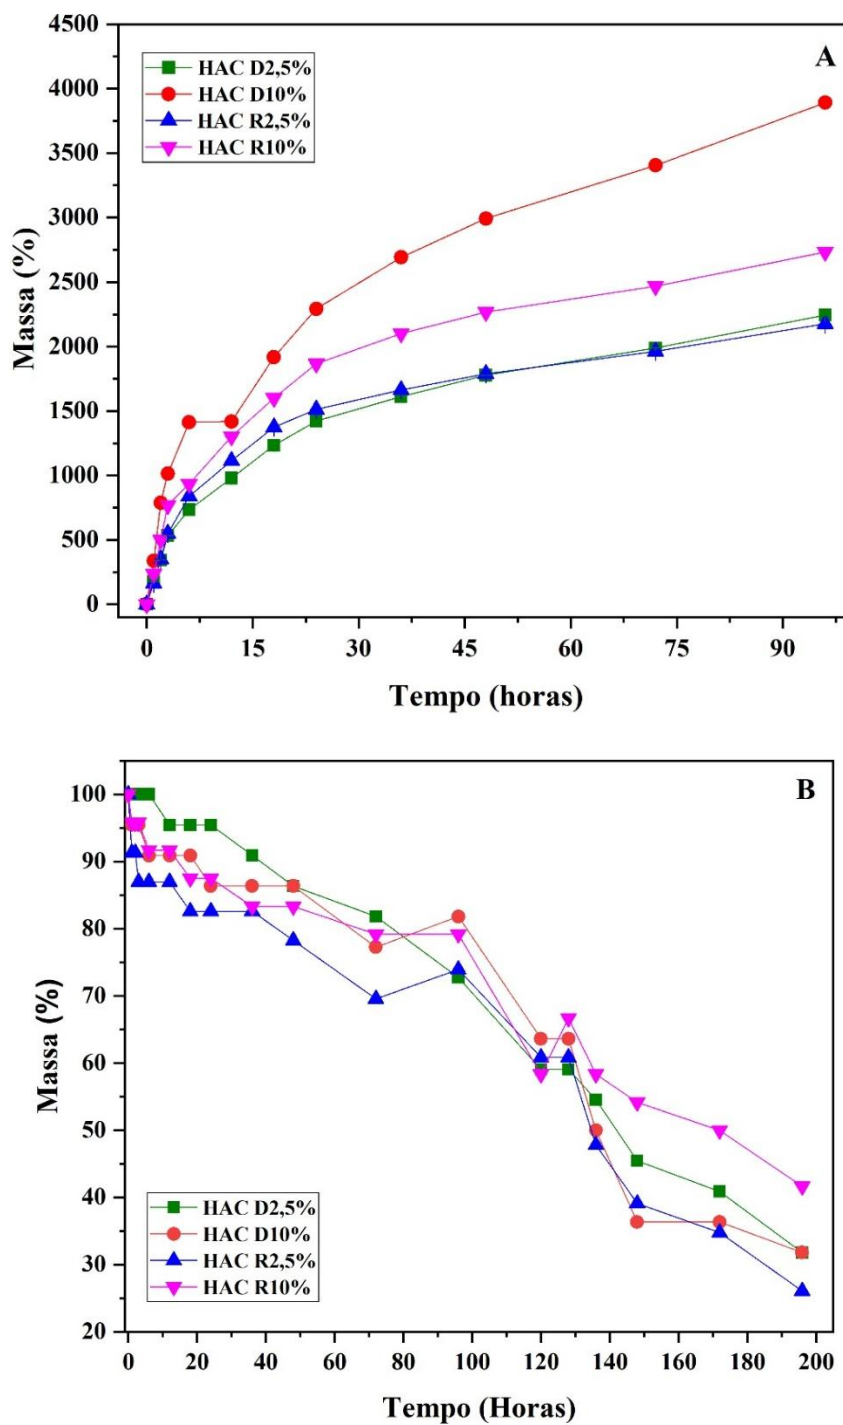 A
HAC D2,5%
HAC D10%
HAC R2,5%
HAC R10%
4500
4000
3500
3000
2500
2000
1500
1000
500
0
Massa (%)
0 15 30 45 60 75 90
Tempo (horas)
B
100
90
80
70
60
50
40
30
20
Massa (%)
HAC D2,5%
HAC D10%
HAC R2,5%
HAC R10%
0 20 40 60 80 100 120 140 160 180 200
Tempo (Horas)